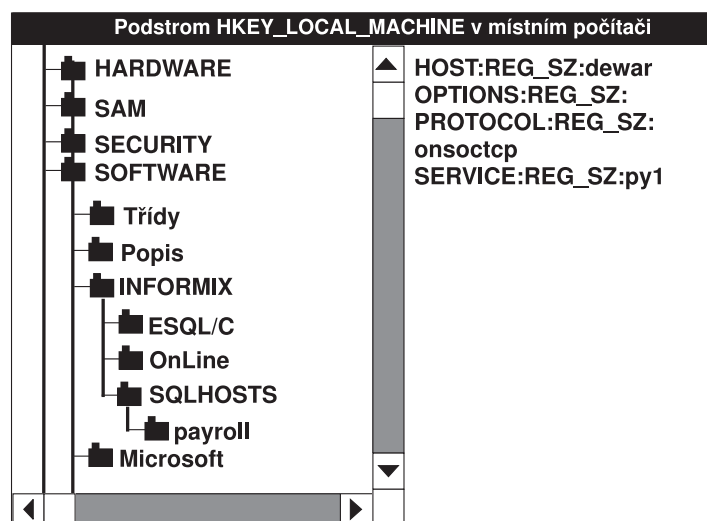 Podstrom HKEY_LOCAL_MACHINE v místním počítači
HARDWARE
SAM
SECURITY
SOFTWARE
Třídy
Popis
INFORMIX
ESQL/C
OnLine
SQLHOSTS
payroll
Microsoft
HOST:REG_SZ:dewar
OPTIONS:REG_SZ:
PROTOCOL:REG_SZ:
onsoctcp
SERVICE:REG_SZ:py1